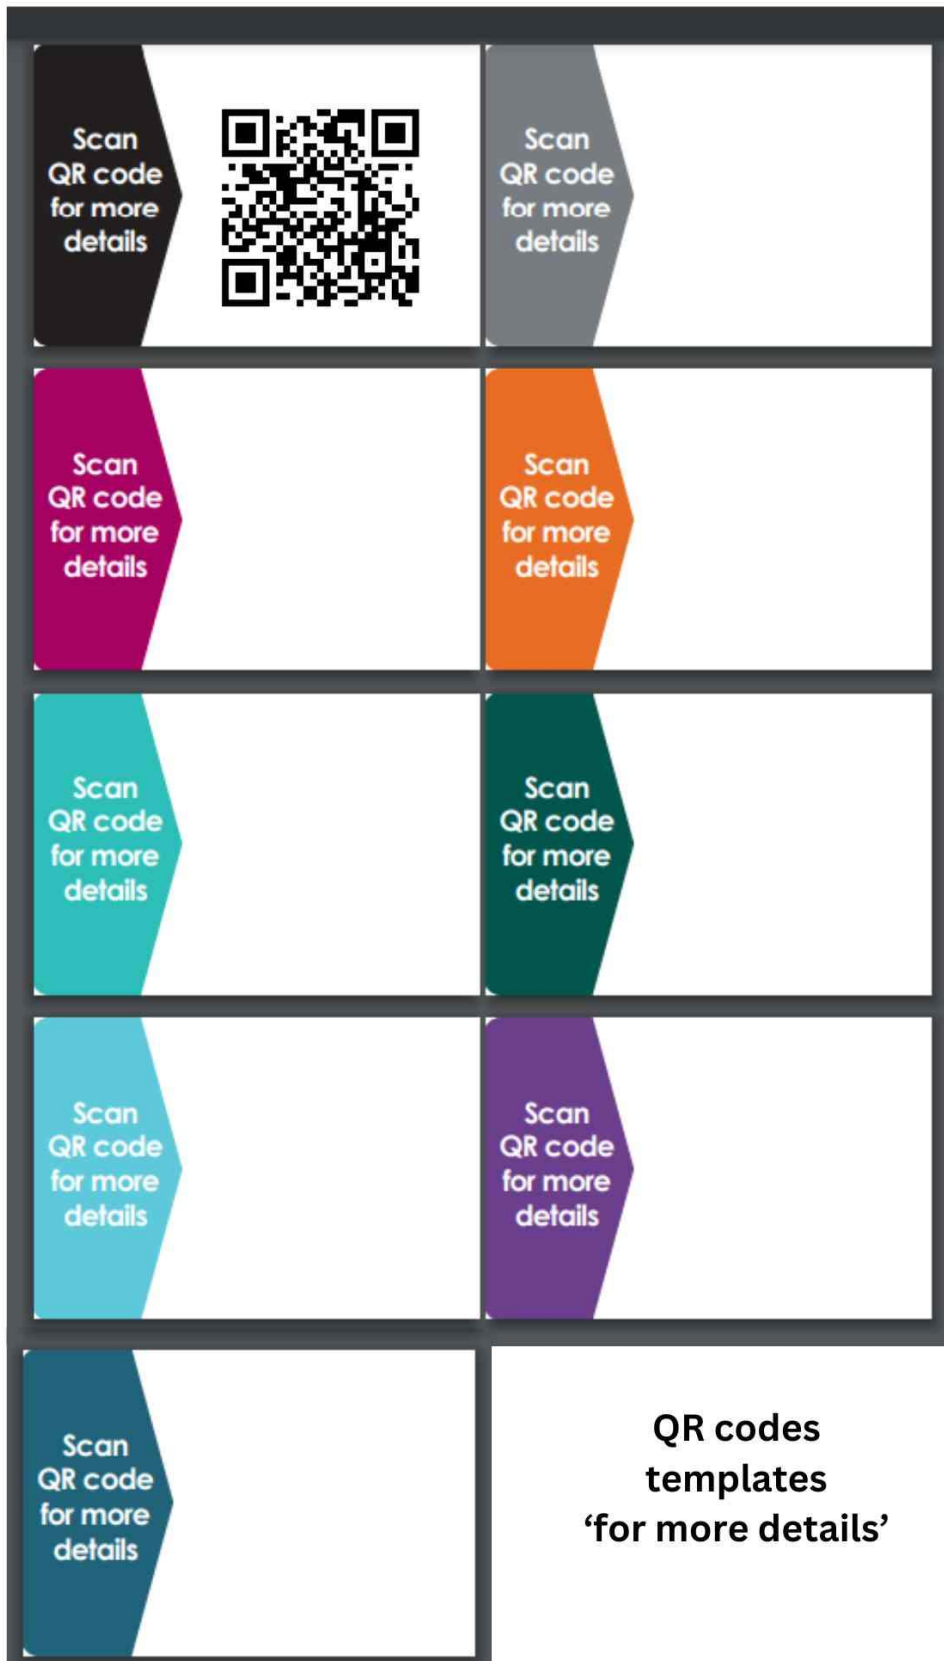 Scan
QR code
for more
details
Scan
QR code
for more
details
Scan
QR code
for more
details
Scan
QR code
for more
details
Scan
QR code
for more
details
Scan
QR code
for more
details
Scan
QR code
for more
details
Scan
QR code
for more
details
Scan
QR code
for more
details
QR codes
templates
‘for more details’